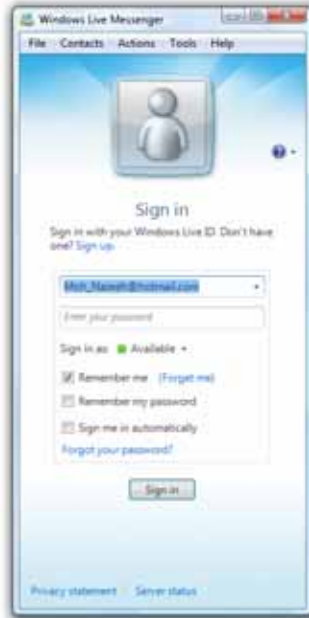 Windows Live Messenger
File Contacts Actions Tools Help
Sign in
Sign in with your Windows Live ID. Don't have
one? Sign up.
Enter your password
Sign in as: Available
Remember me (Forget me)
Remember my password
Sign me in automatically
Forgot your password?
Sign in
Privacy statement Server status